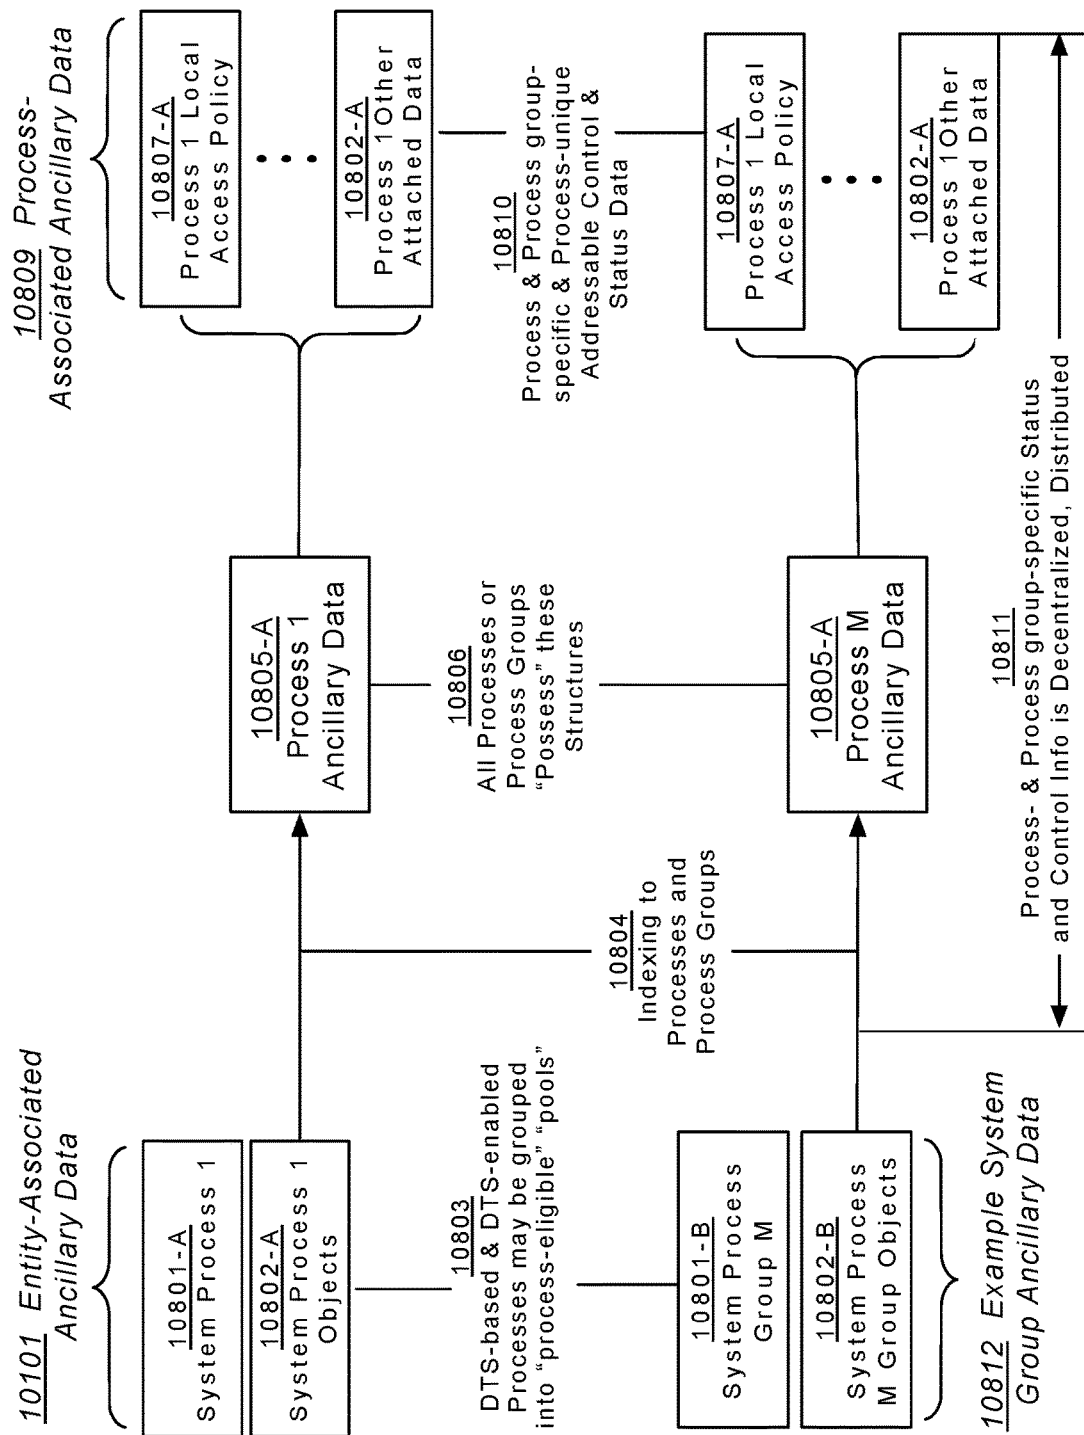 10101 Entity-Associated
Ancillary Data
10801-A
System Process 1
10802-A
System Process 1
Objects
10803
DTS-based & DTS-enabled
Processes may be grouped
into “process-eligible” “pools”
10801-B
System Process
Group M
10802-B
System Process
M Group Objects
10812 Example System
Group Ancillary Data
10804
Indexing to
Processes and
Process Groups
10805-A
Process 1
Ancillary Data
10806
All Processes or
Process Groups
“Possess” these
Structures
10805-A
Process M
Ancillary Data
10809 Process-
Associated Ancillary Data
10807-A
Process 1 Local
Access Policy
10802-A
Process 1Other
Attached Data
10810
Process & Process group-
specific & Process-unique
Addressable Control &
Status Data
10807-A
Process 1 Local
Access Policy
10802-A
Process 1Other
Attached Data
10811
Process- & Process group-specific Status
and Control Info is Decentralized, Distributed